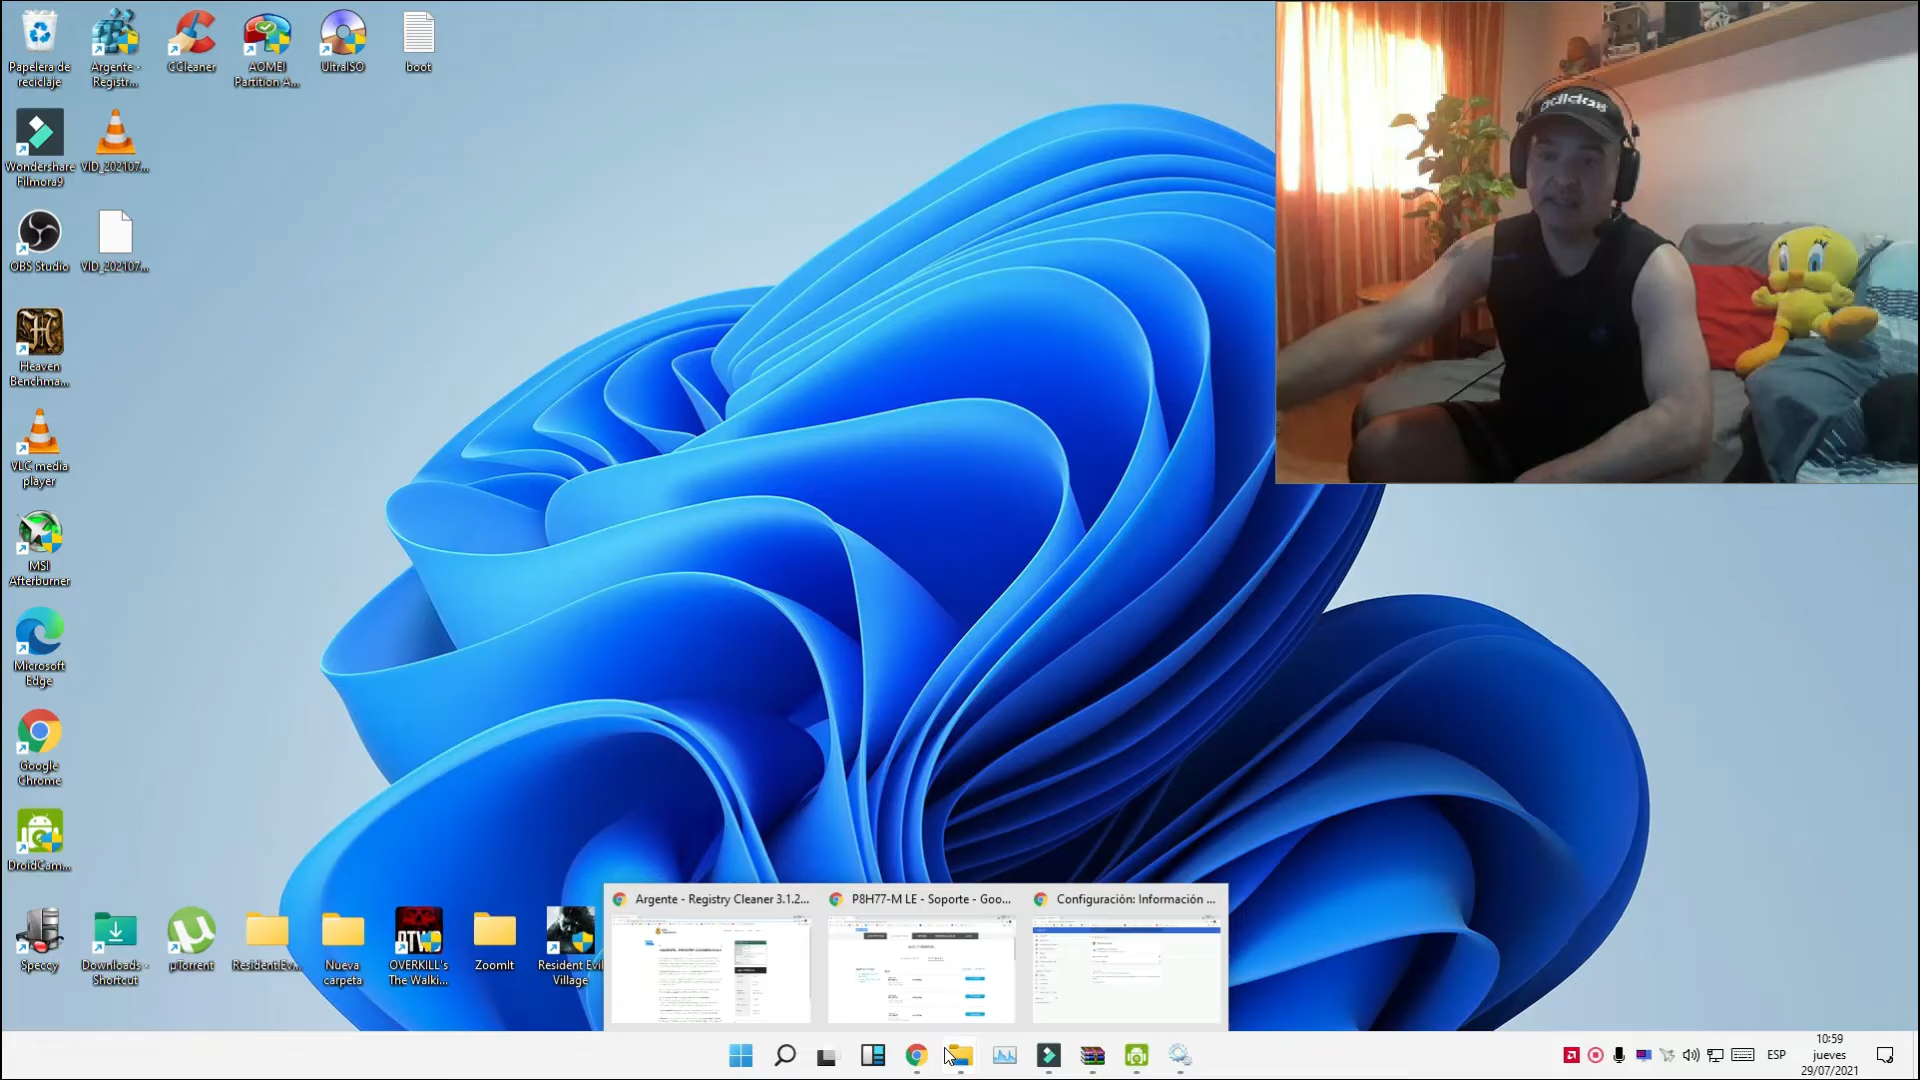 Papelera de
reciclaje
Argente -
Registr...
CCleaner
AOMEI
Partition A...
UltraISO
boot
adidas
Wondershare
Filmora9
VID_202107...
OBS Studio
VID_202107...
Heaven
Benchma...
VLC media
player
MSI
Afterburner
Microsoft
Edge
Google
Chrome
DroidCam...
Speccy
Downloads -
Shortcut
µTorrent
Resident Ev...
Nueva
carpeta
OVERKILL's
The Walki...
ZoomIt
Resident Evil
Village
Argente - Registry Cleaner 3.1.2...
P8H77-M LE - Soporte - Goo...
Configuración: Información ...
ESP
10:59
jueves
29/07/2021